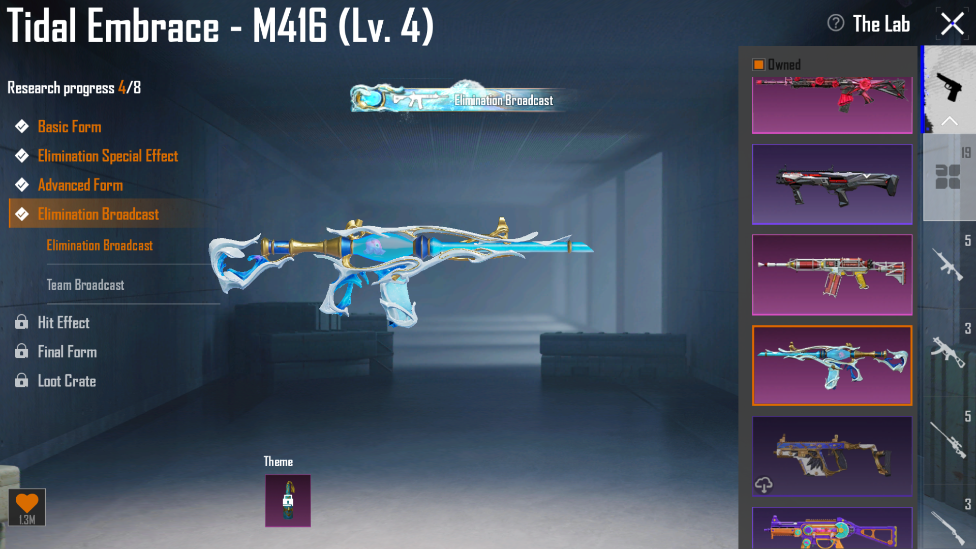 Tidal Embrace - M416 (Lv. 4)
The Lab
Research progress 4/8
Basic Form
Elimination Special Effect
Advanced Form
Elimination Broadcast
Elimination Broadcast
Team Broadcast
Hit Effect
Final Form
Loot Crate
Elimination Broadcast
Theme
1.3M
Owned
19
5
3
5
3